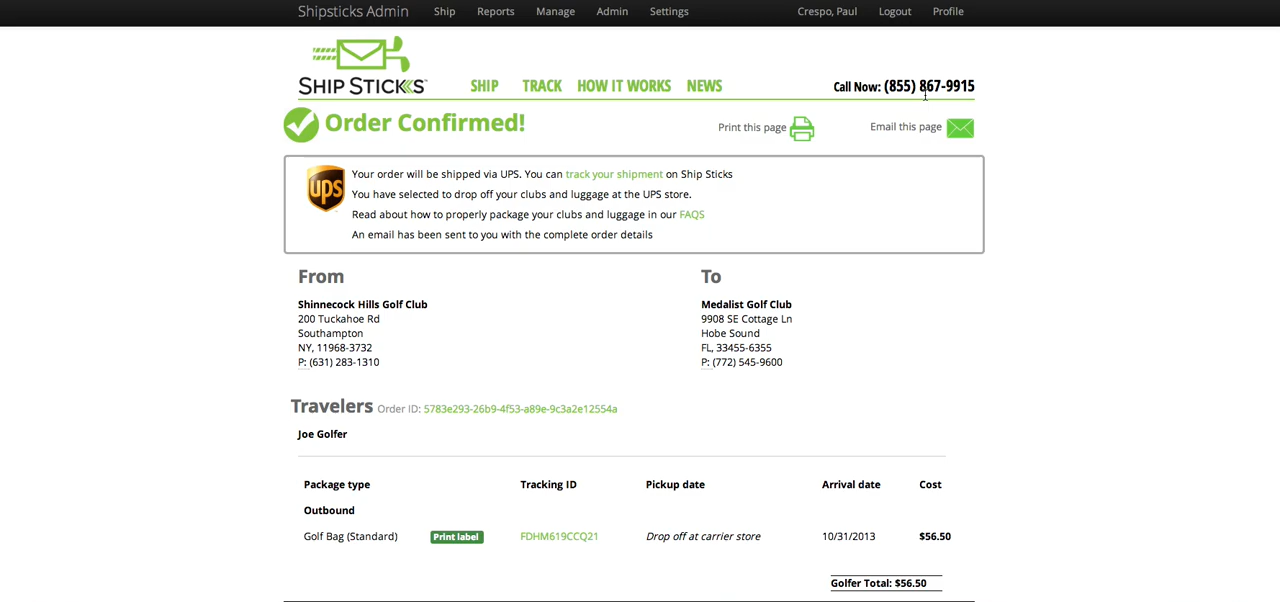 Shipsticks Admin Ship Reports Manage Admin Settings Crespo, Paul Logout Profile
SHIP STICKS SHIP TRACK HOW IT WORKS NEWS Call Now: (855) 867-9915
Order Confirmed! Print this page Email this page
ups
Your order will be shipped via UPS. You can track your shipment on Ship Sticks
You have selected to drop off your clubs and luggage at the UPS store.
Read about how to properly package your clubs and luggage in our FAQS
An email has been sent to you with the complete order details
From
Shinnecock Hills Golf Club
200 Tuckahoe Rd
Southampton
NY, 11968-3732
P: (631) 283-1310
To
Medalist Golf Club
9908 SE Cottage Ln
Hobe Sound
FL, 33455-6355
P: (772) 545-9600
Travelers Order ID: 5783e293-26b9-4f53-a89e-9c3a2e12554a
Joe Golfer
Package type Tracking ID Pickup date Arrival date Cost
Outbound
Golf Bag (Standard) Print label FDHM619CCQ21 Drop off at carrier store 10/31/2013 $56.50
Golfer Total: $56.50